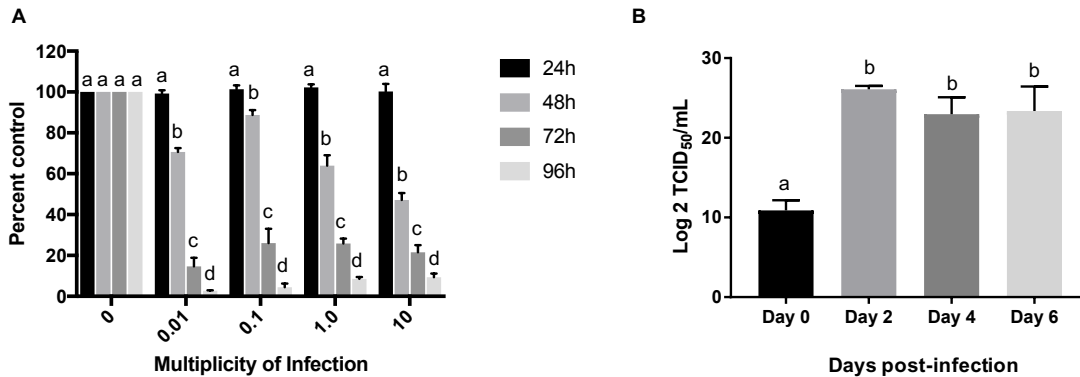 A
Percent control
120
100
80
60
40
20
0
a a a a
a
b
c
d
a
b
c
d
a
b
c
d
a
b
c
d
0
0.01
0.1
1.0
10
Multiplicity of Infection
24h
48h
72h
96h
B
Log 2 TCID50/mL
30
20
10
0
a
b
b
b
Day 0
Day 2
Day 4
Day 6
Days post-infection